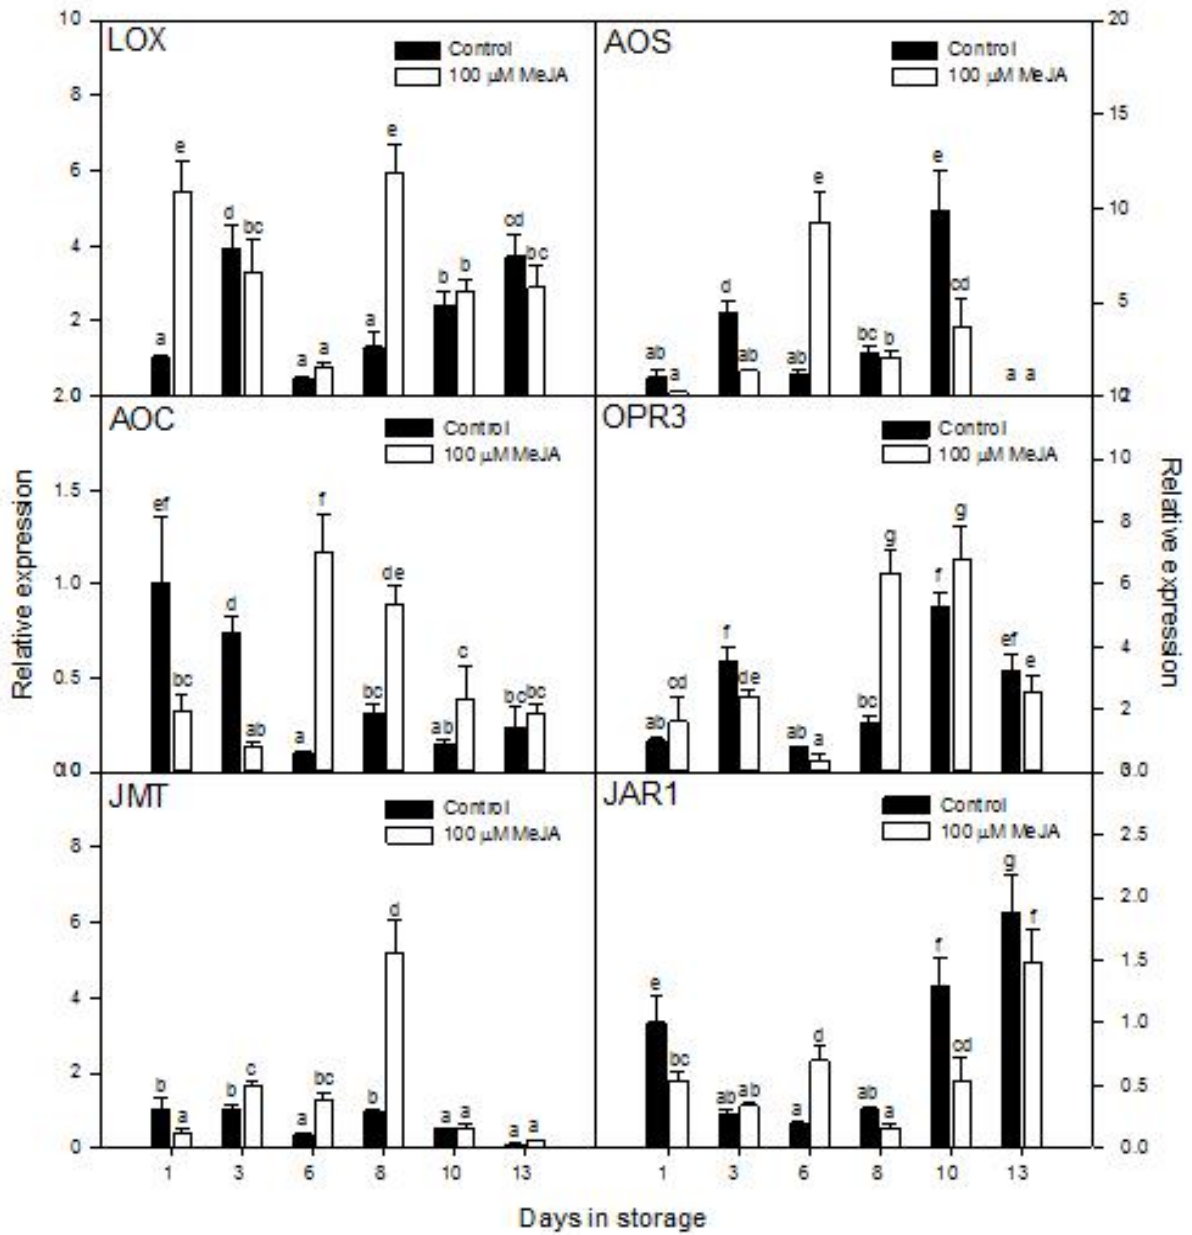 10
LOX
Control
100 µM MeJA
8
6
4
2
a
e
d
bc
a
a
a
e
b
b
cd
bc
AOS
Control
100 µM MeJA
20
15
10
5
ab
a
d
ab
ab
e
bc
b
e
cd
a
a
2.0
AOC
Control
100 µM MeJA
1.5
1.0
0.5
ef
bc
d
ab
a
f
bc
de
ab
c
bc
bc
OPR3
Control
100 µM MeJA
10
8
6
4
2
ab
cd
f
de
ab
a
bc
g
f
g
ef
e
JMT
Control
100 µM MeJA
8
6
4
2
0
b
a
b
c
a
bc
b
d
a
a
a
a
JAR1
Control
100 µM MeJA
3.0
2.5
2.0
1.5
1.0
0.5
0.0
e
bc
ab
ab
a
d
ab
a
f
cd
g
f
1
3
6
8
10
13
1
3
6
8
10
13
Relative expression
Relative expression
Days in storage